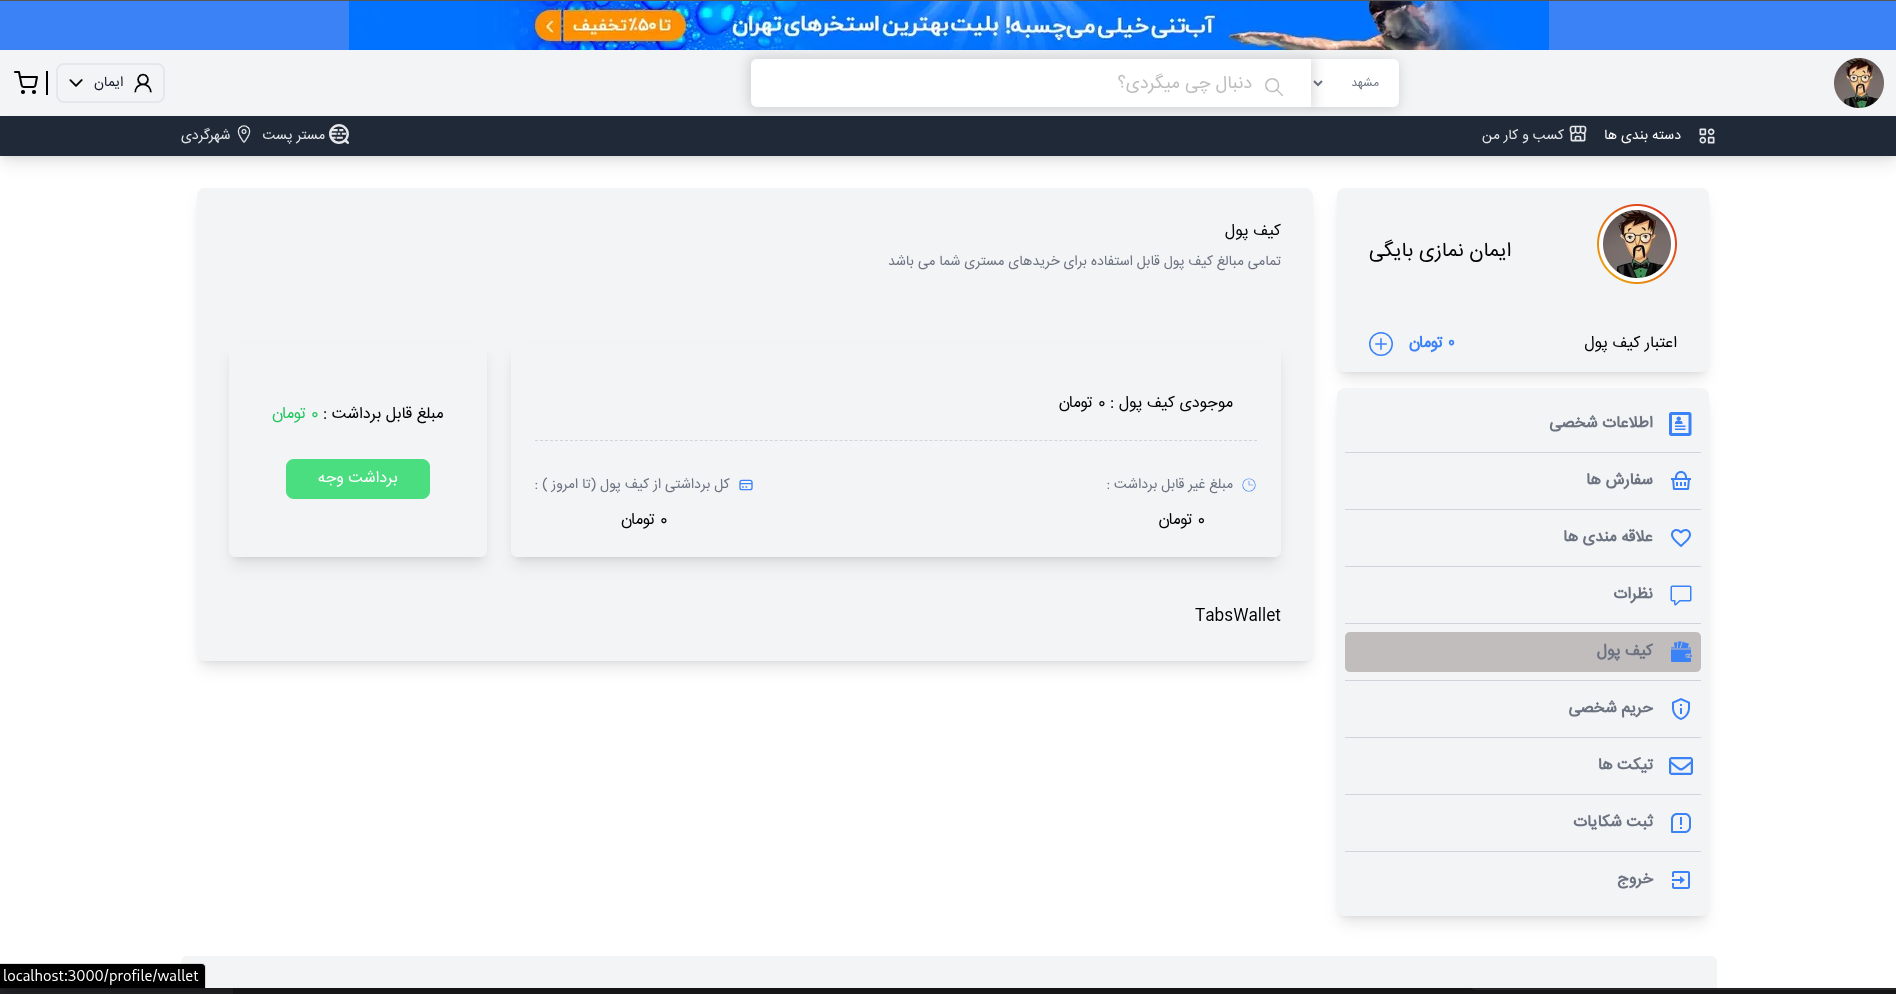 آب‌تنی خیلی می‌چسبه! بلیت بهترین استخرهای تهران
تا ۵۰٪ تخفیف
مشهد
دنبال چی میگردی؟
ایمان
دسته بندی ها
کسب و کار من
مستر پست
شهرگردی
ایمان نمازی بایگی
اعتبار کیف پول
۰ تومان
اطلاعات شخصی
سفارش ها
علاقه مندی ها
نظرات
کیف پول
حریم شخصی
تیکت ها
ثبت شکایات
خروج
کیف پول
تمامی مبالغ کیف پول قابل استفاده برای خریدهای مستری شما می باشد
موجودی کیف پول : ۰ تومان
مبلغ غیر قابل برداشت :
۰ تومان
کل برداشتی از کیف پول (تا امروز ) :
۰ تومان
مبلغ قابل برداشت : ۰ تومان
برداشت وجه
TabsWallet
localhost:3000/profile/wallet